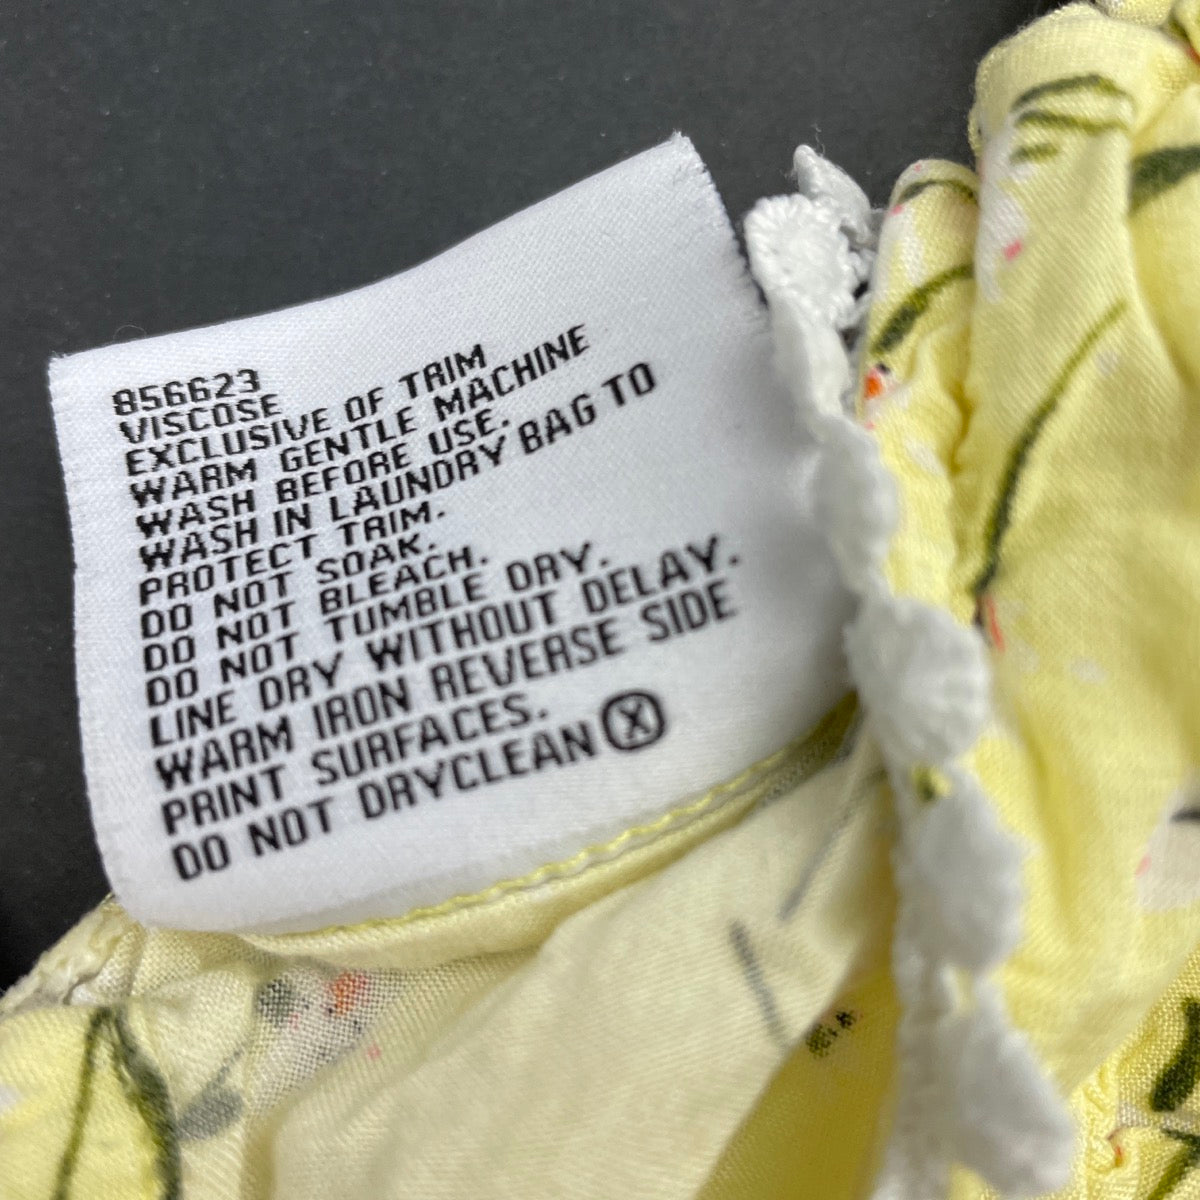 856623
VISCOSE
EXCLUSIVE OF TRIM
WARM GENTLE MACHINE
WASH BEFORE USE.
WASH IN LAUNDRY BAG TO
PROTECT TRIM.
DO NOT SOAK.
DO NOT BLEACH.
DO NOT TUMBLE DRY.
LINE DRY WITHOUT DELAY.
WARM IRON REVERSE SIDE
PRINT SURFACES.
DO NOT DRYCLEAN Ⓧ